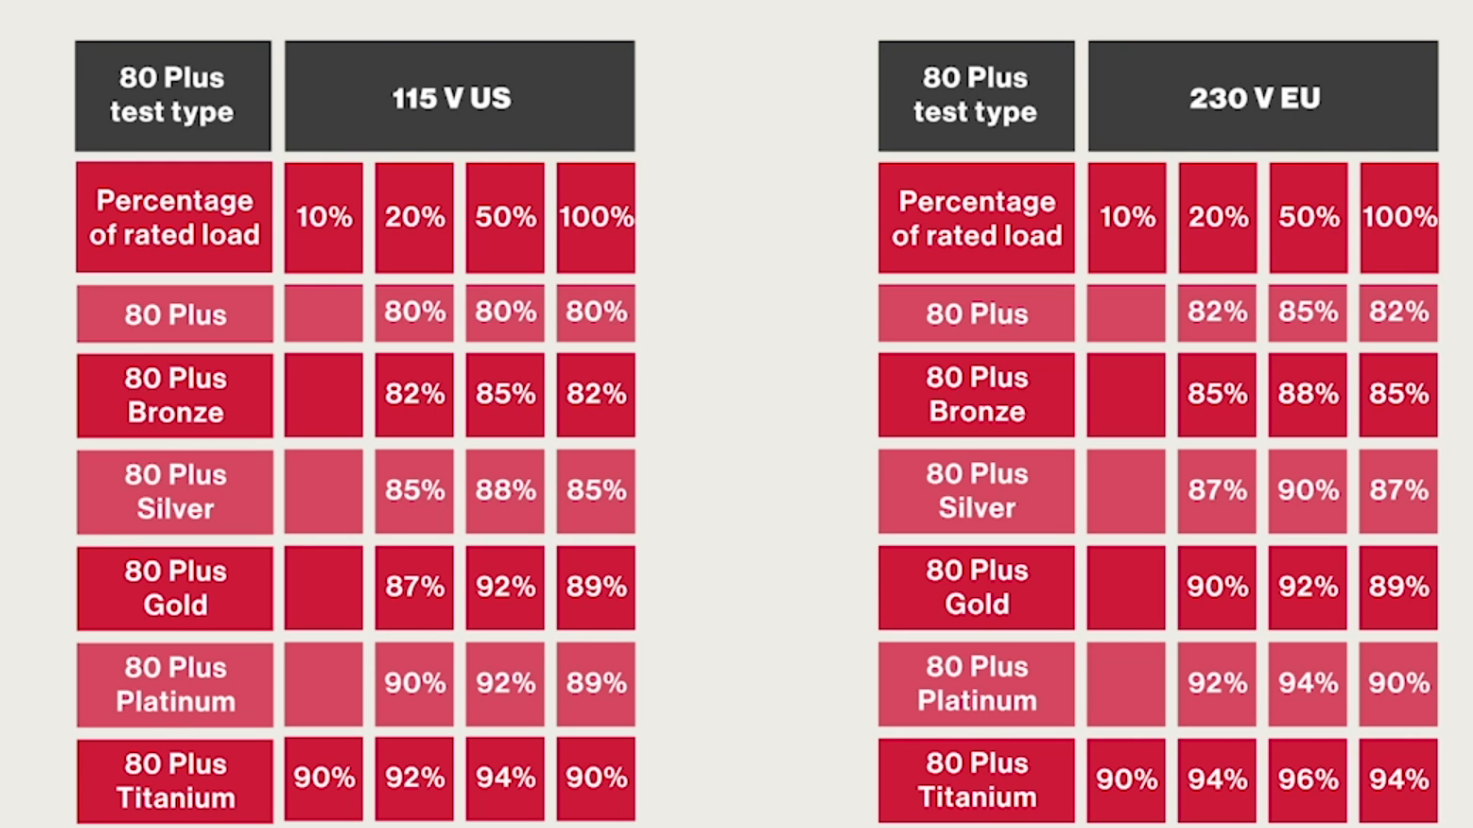 80 Plus
test type
115 V US
Percentage
of rated load
10% 20% 50% 100%
80 Plus
80% 80% 80%
80 Plus
Bronze
82% 85% 82%
80 Plus
Silver
85% 88% 85%
80 Plus
Gold
87% 92% 89%
80 Plus
Platinum
90% 92% 89%
80 Plus
Titanium
90% 92% 94% 90%
80 Plus
test type
230 V EU
Percentage
of rated load
10% 20% 50% 100%
80 Plus
82% 85% 82%
80 Plus
Bronze
85% 88% 85%
80 Plus
Silver
87% 90% 87%
80 Plus
Gold
90% 92% 89%
80 Plus
Platinum
92% 94% 90%
80 Plus
Titanium
90% 94% 96% 94%